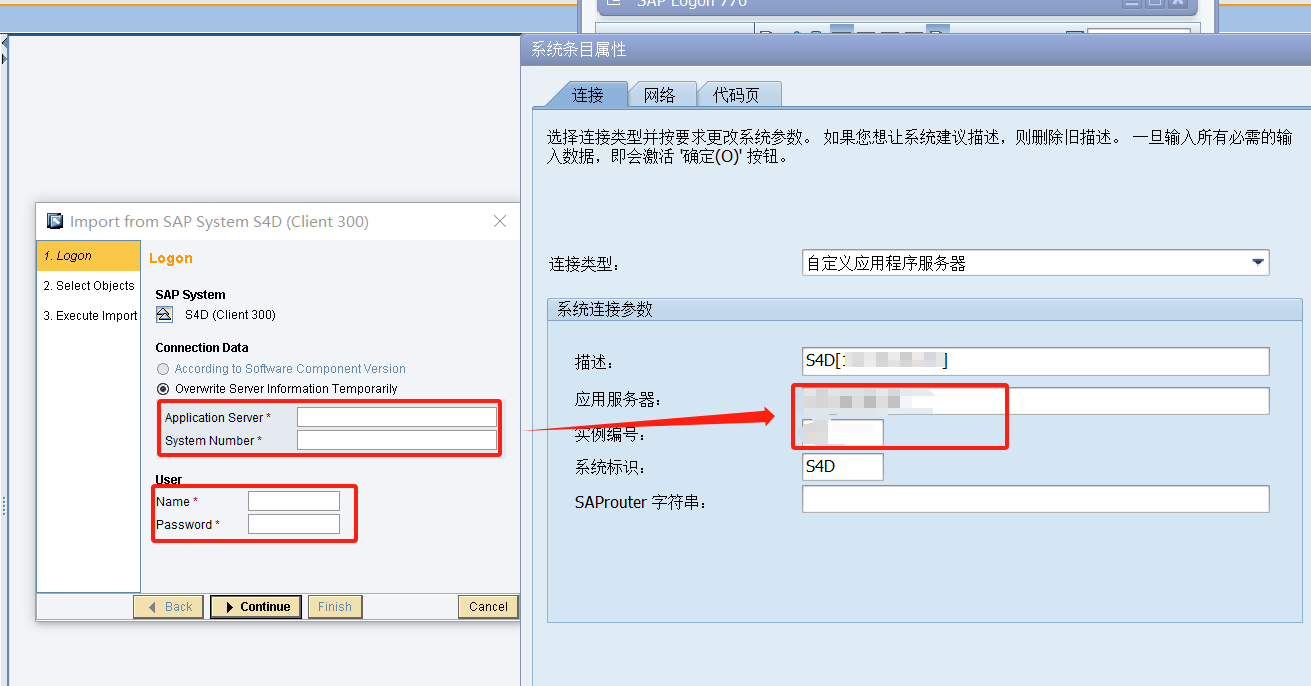 SAP Logon 770
系统条目属性
连接 网络 代码页
选择连接类型并按要求更改系统参数。 如果您想让系统建议描述，则删除旧描述。 一旦输入所有必需的输
入数据，即会激活 '确定(O)' 按钮。
连接类型： 自定义应用程序服务器
系统连接参数
描述： S4D[1 ]
应用服务器：
实例编号：
系统标识： S4D
SAProuter 字符串：
Import from SAP System S4D (Client 300)
1. Logon
2. Select Objects
3. Execute Import
Logon
SAP System
S4D (Client 300)
Connection Data
According to Software Component Version
Overwrite Server Information Temporarily
Application Server *
System Number *
User
Name *
Password *
Back Continue Finish Cancel